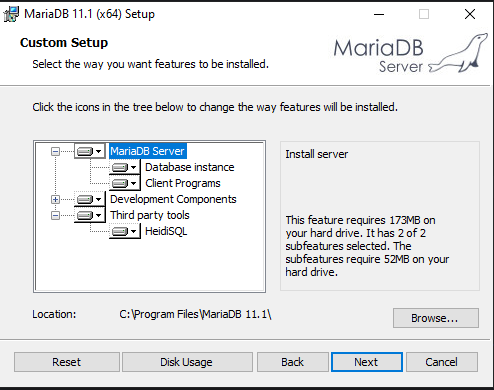 MariaDB 11.1 (x64) Setup
Custom Setup
Select the way you want features to be installed.
MariaDB
Server
Click the icons in the tree below to change the way features will be installed.
MariaDB Server
Database instance
Client Programs
Development Components
Third party tools
HeidiSQL
Install server
This feature requires 173MB on
your hard drive. It has 2 of 2
subfeatures selected. The
subfeatures require 52MB on your
hard drive.
Location: C:\Program Files\MariaDB 11.1\
Browse...
Reset Disk Usage Back Next Cancel